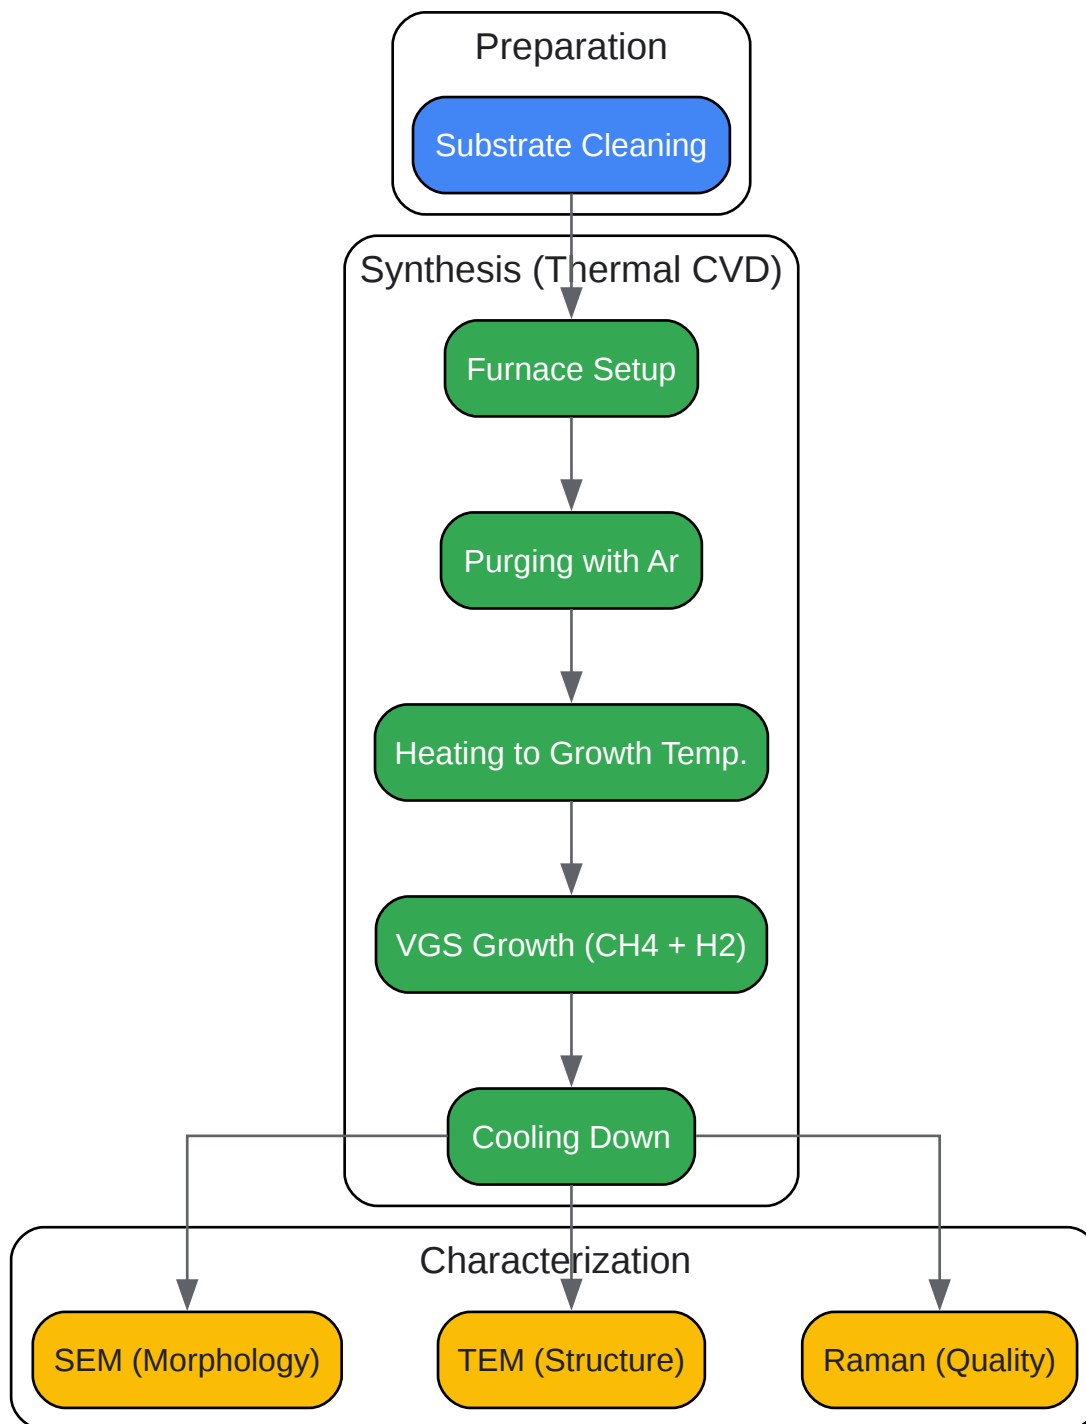 Preparation
Substrate Cleaning
Synthesis (Thermal CVD)
Furnace Setup
Purging with Ar
Heating to Growth Temp.
VGS Growth (CH4 + H2)
Cooling Down
Characterization
SEM (Morphology)
TEM (Structure)
Raman (Quality)